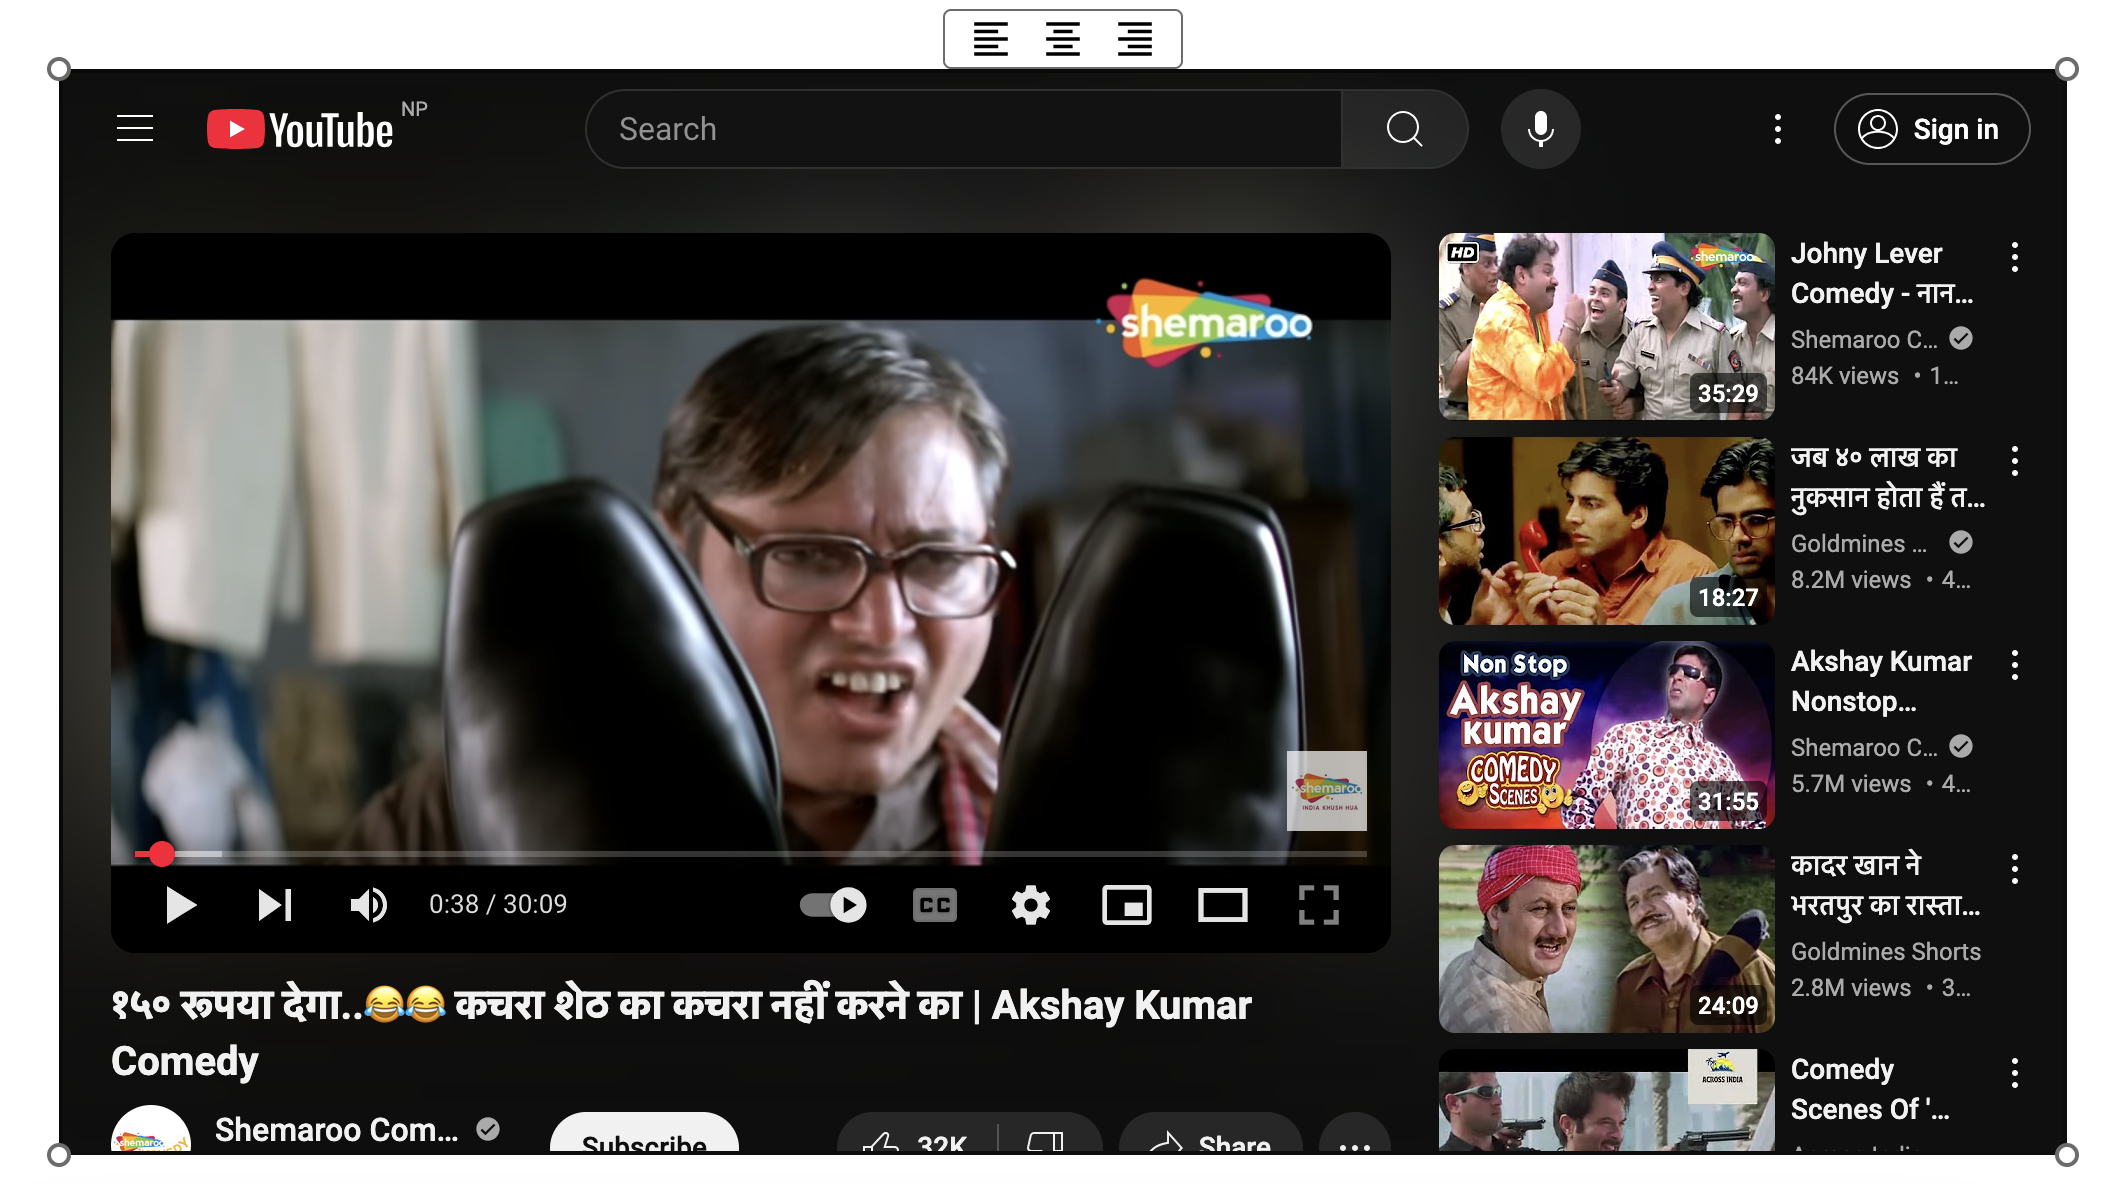 YouTube NP
Search
Sign in
shemaroo
shemaroo
INDIA KHUSH HUA
0:38 / 30:09
CC
१५० रूपया देगा..😂😂 कचरा शेठ का कचरा नहीं करने का | Akshay Kumar
Comedy
shemaroo
Shemaroo Com...
Subscribe
32K
Share
HD
shemaroo
35:29
Johny Lever
Comedy - नान...
Shemaroo C...
84K views • 1...
18:27
जब ४० लाख का
नुकसान होता हैं त...
Goldmines ...
8.2M views • 4...
Non Stop
Akshay
kumar
COMEDY
SCENES
31:55
Akshay Kumar
Nonstop...
Shemaroo C...
5.7M views • 4...
24:09
कादर खान ने
भरतपुर का रास्ता...
Goldmines Shorts
2.8M views • 3...
ACROSS INDIA
Comedy
Scenes Of '...